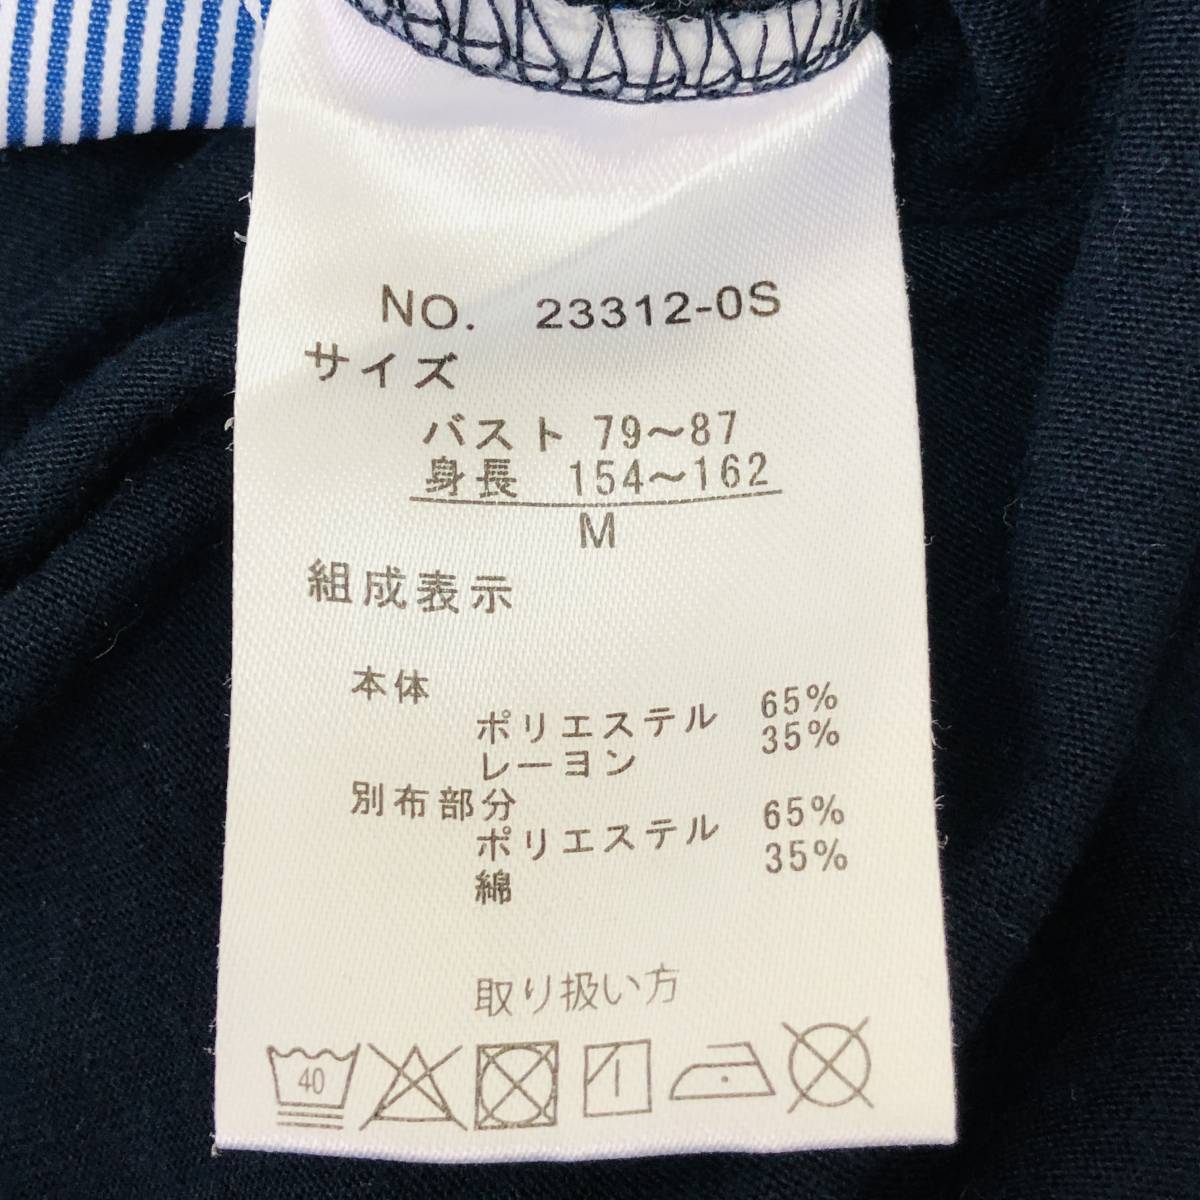 NO. 23312-0S
サイズ
バスト 79～87
身長 154～162
M
組成表示
本体
ポリエステル 65%
レーヨン 35%
別布部分
ポリエステル 65%
綿 35%
取り扱い方
40